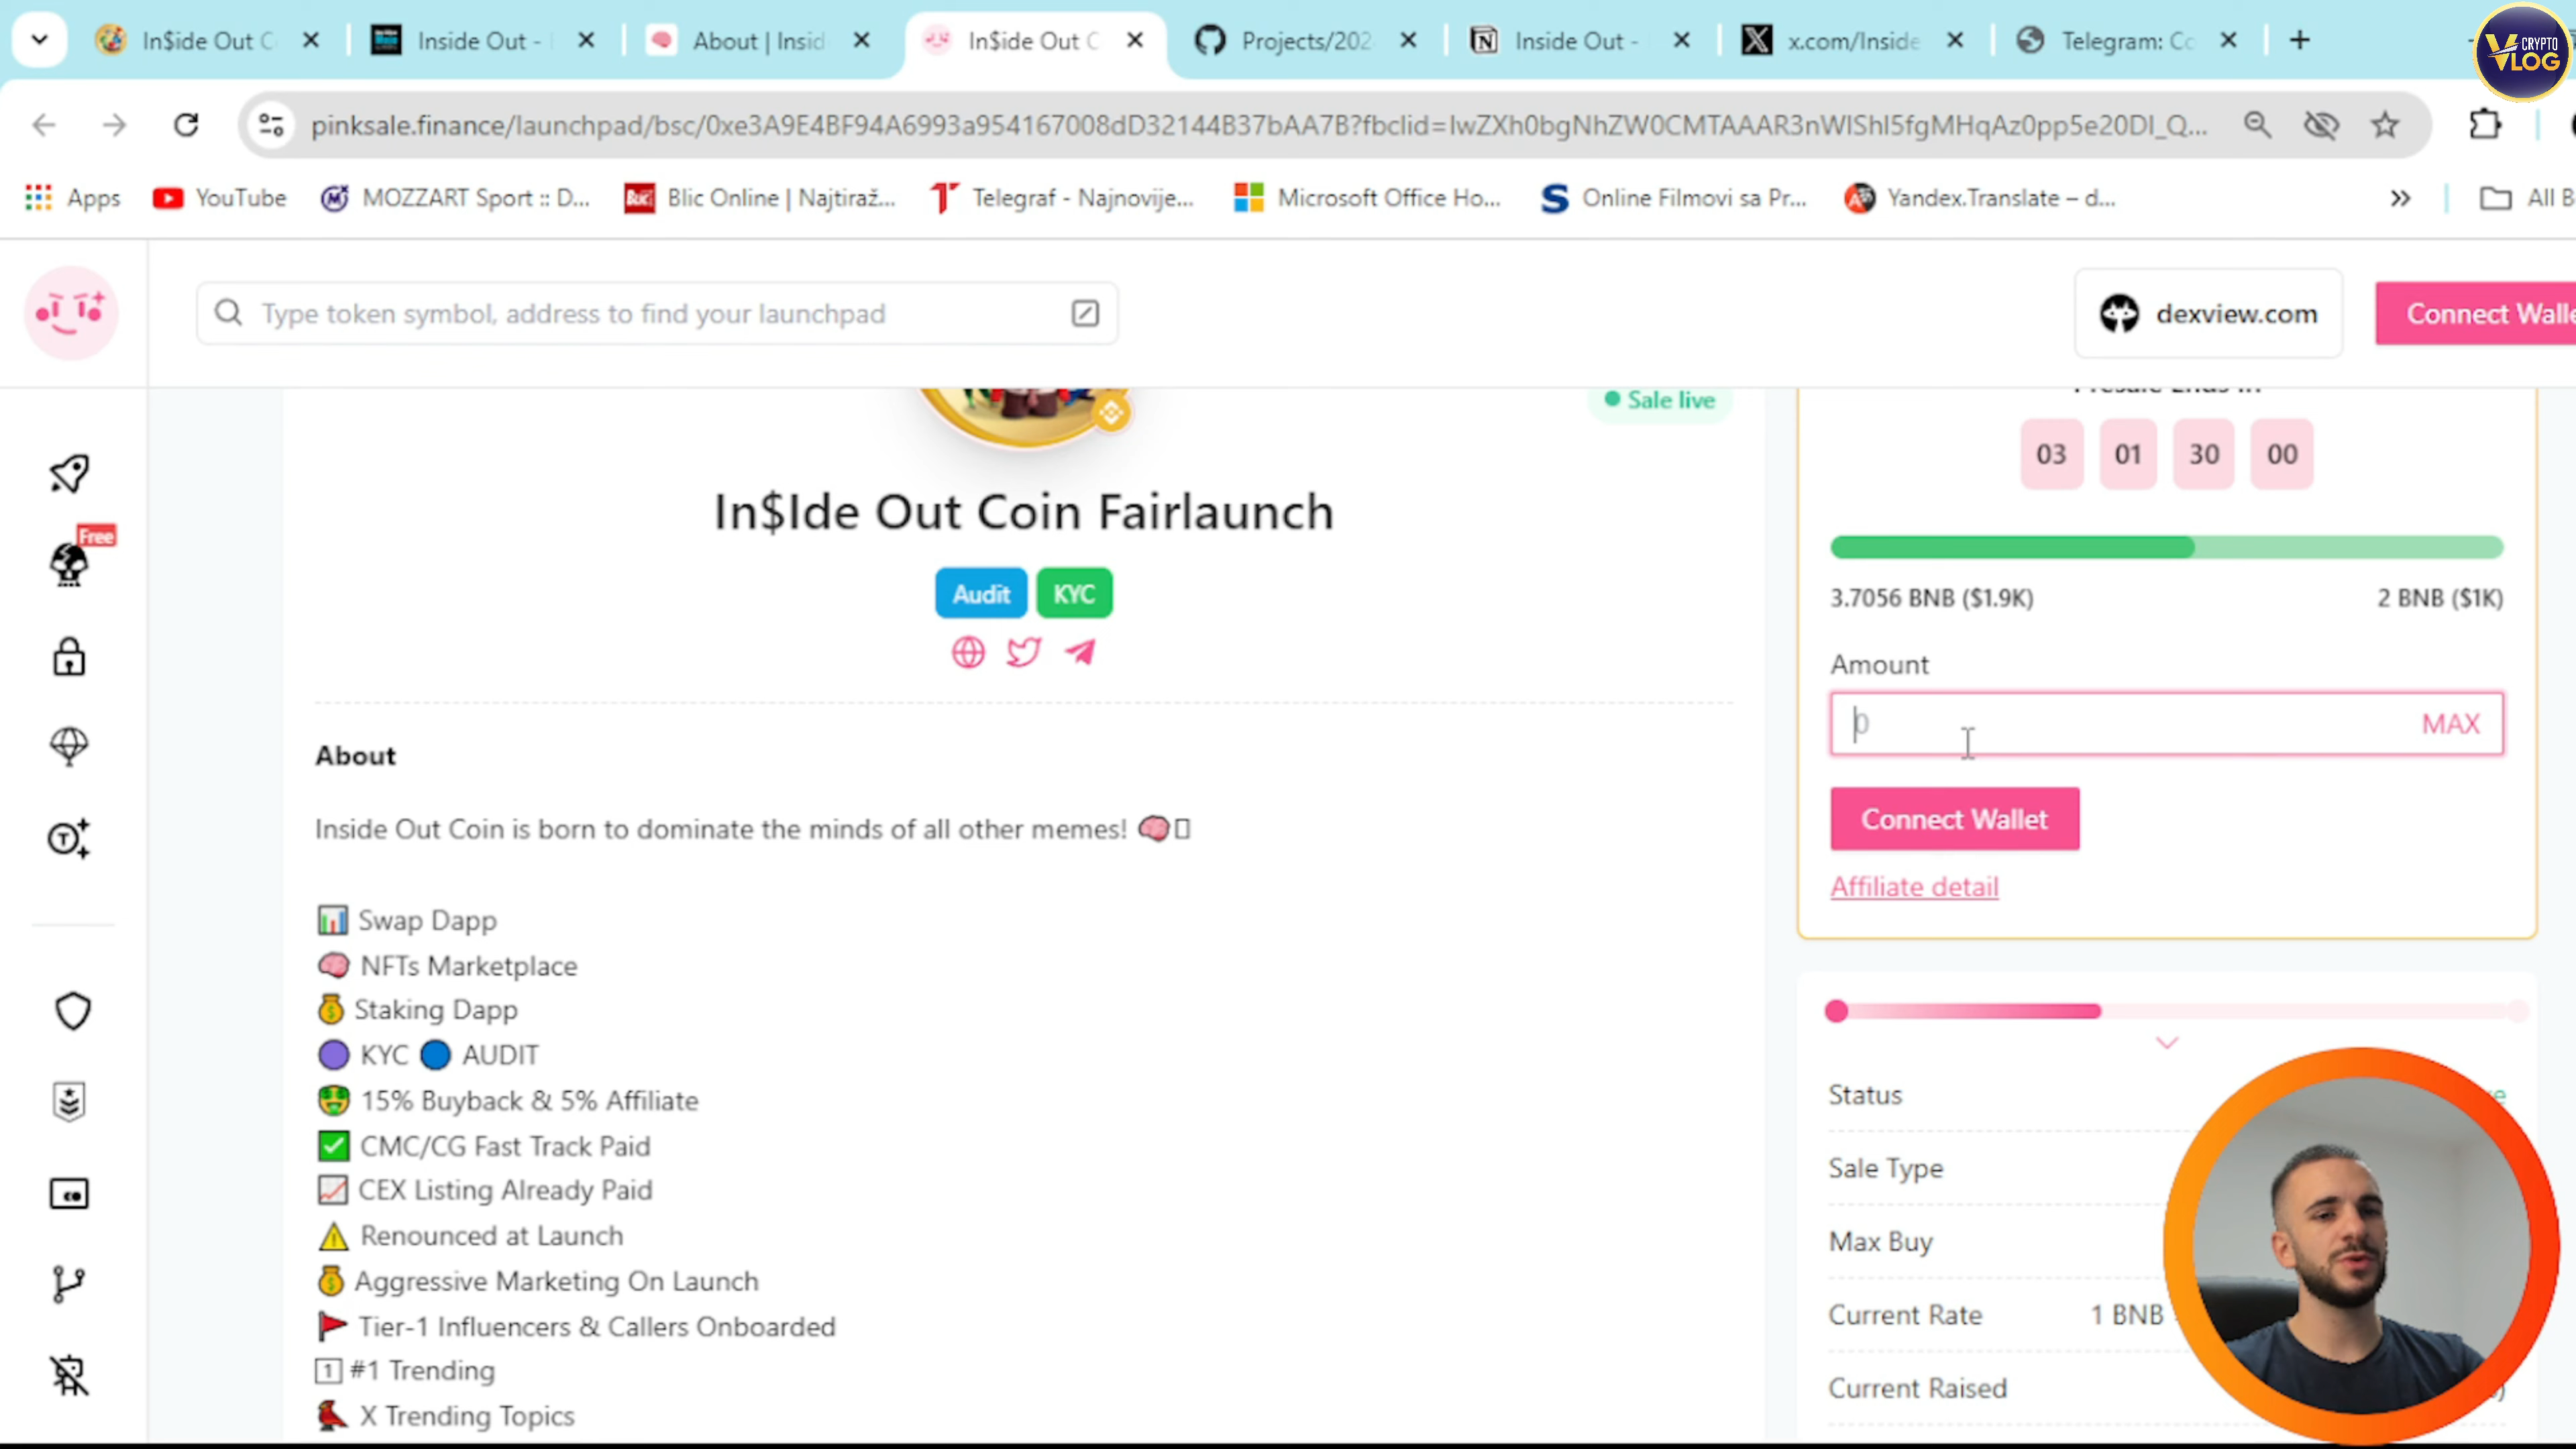 In$ide Out C
Inside Out -
About | Insid
In$ide Out C
Projects/202
Inside Out -
x.com/Inside
Telegram: Co
CRYPTO
VLOG
pinksale.finance/launchpad/bsc/0xe3A9E4BF94A6993a954167008dD32144B37bAA7B?fbclid=IwZXh0bgNhZW0CMTAAAR3nWIShI5fgMHqAz0pp5e20DI_Q...
Apps
YouTube
MOZZART Sport :: D...
Blic Online | Najtiraž...
Telegraf - Najnovije...
Microsoft Office Ho...
Online Filmovi sa Pr...
Yandex.Translate – d...
All B
Type token symbol, address to find your launchpad
dexview.com
Connect Walle
Free
Sale live
In$Ide Out Coin Fairlaunch
Audit
KYC
About
Inside Out Coin is born to dominate the minds of all other memes! 🧠
📊 Swap Dapp
🧠 NFTs Marketplace
💰 Staking Dapp
🟣 KYC 🔵 AUDIT
🤑 15% Buyback & 5% Affiliate
✅ CMC/CG Fast Track Paid
📈 CEX Listing Already Paid
⚠️ Renounced at Launch
💰 Aggressive Marketing On Launch
🚩 Tier-1 Influencers & Callers Onboarded
1 #1 Trending
X Trending Topics
Presale Ends In
03 01 30 00
3.7056 BNB ($1.9K)
2 BNB ($1K)
Amount
0
MAX
Connect Wallet
Affiliate detail
Status
Sale Type
Max Buy
Current Rate
1 BNB
Current Raised